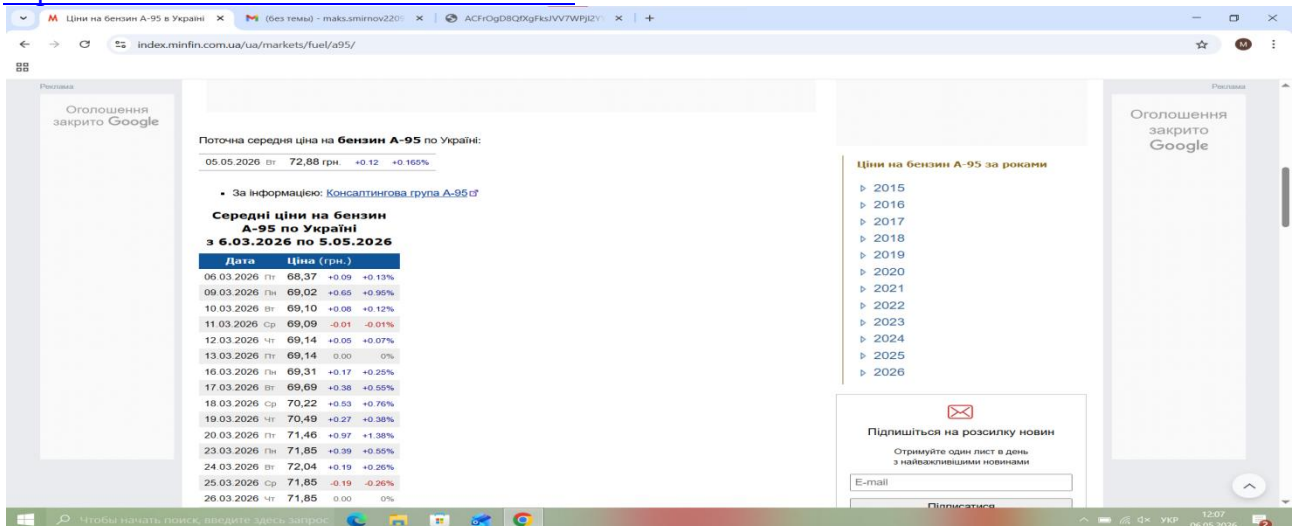 Ціни на бензин А-95 в Укра
(без темы) - maks.smirnov220
index.minfin.com.ua/ua/markets/fuel/a95/
M
Реклама
Оголошення
закрито Google
Поточна середня ціна на бензин А-95 по Україні:
05.05.2026 Вт 72,88 грн. +0.12 +0.165%
За інформацією: Консалтингова група А-95
Середні ціни на бензин
А-95 по Україні
з 6.03.2026 по 5.05.2026
Дата Ціна (грн.)
06.03.2026 Пт 68,37 +0.09 +0.13%
09.03.2026 Пн 69,02 +0.65 +0.95%
10.03.2026 Вт 69,10 +0.08 +0.12%
11.03.2026 Ср 69,09 -0.01 -0.01%
12.03.2026 Чт 69,14 +0.05 +0.07%
13.03.2026 Пт 69,14 0.00 0%
16.03.2026 Пн 69,31 +0.17 +0.25%
17.03.2026 Вт 69,69 +0.38 +0.55%
18.03.2026 Ср 70,22 +0.53 +0.76%
19.03.2026 Чт 70,49 +0.27 +0.38%
20.03.2026 Пт 71,46 +0.97 +1.38%
23.03.2026 Пн 71,85 +0.39 +0.55%
24.03.2026 Вт 72,04 +0.19 +0.26%
25.03.2026 Ср 71,85 -0.19 -0.26%
26.03.2026 Чт 71,85 0.00 0%
Ціни на бензин А-95 за роками
2015
2016
2017
2018
2019
2020
2021
2022
2023
2024
2025
2026
Підпишіться на розсилку новин
Отримуйте один лист в день
з найважливішими новинами
E-mail
Підписатися
Реклама
Оголошення
закрито
Google
Чтобы начать поиск, введите здесь запрос
УКР
12:07
06.05.2026